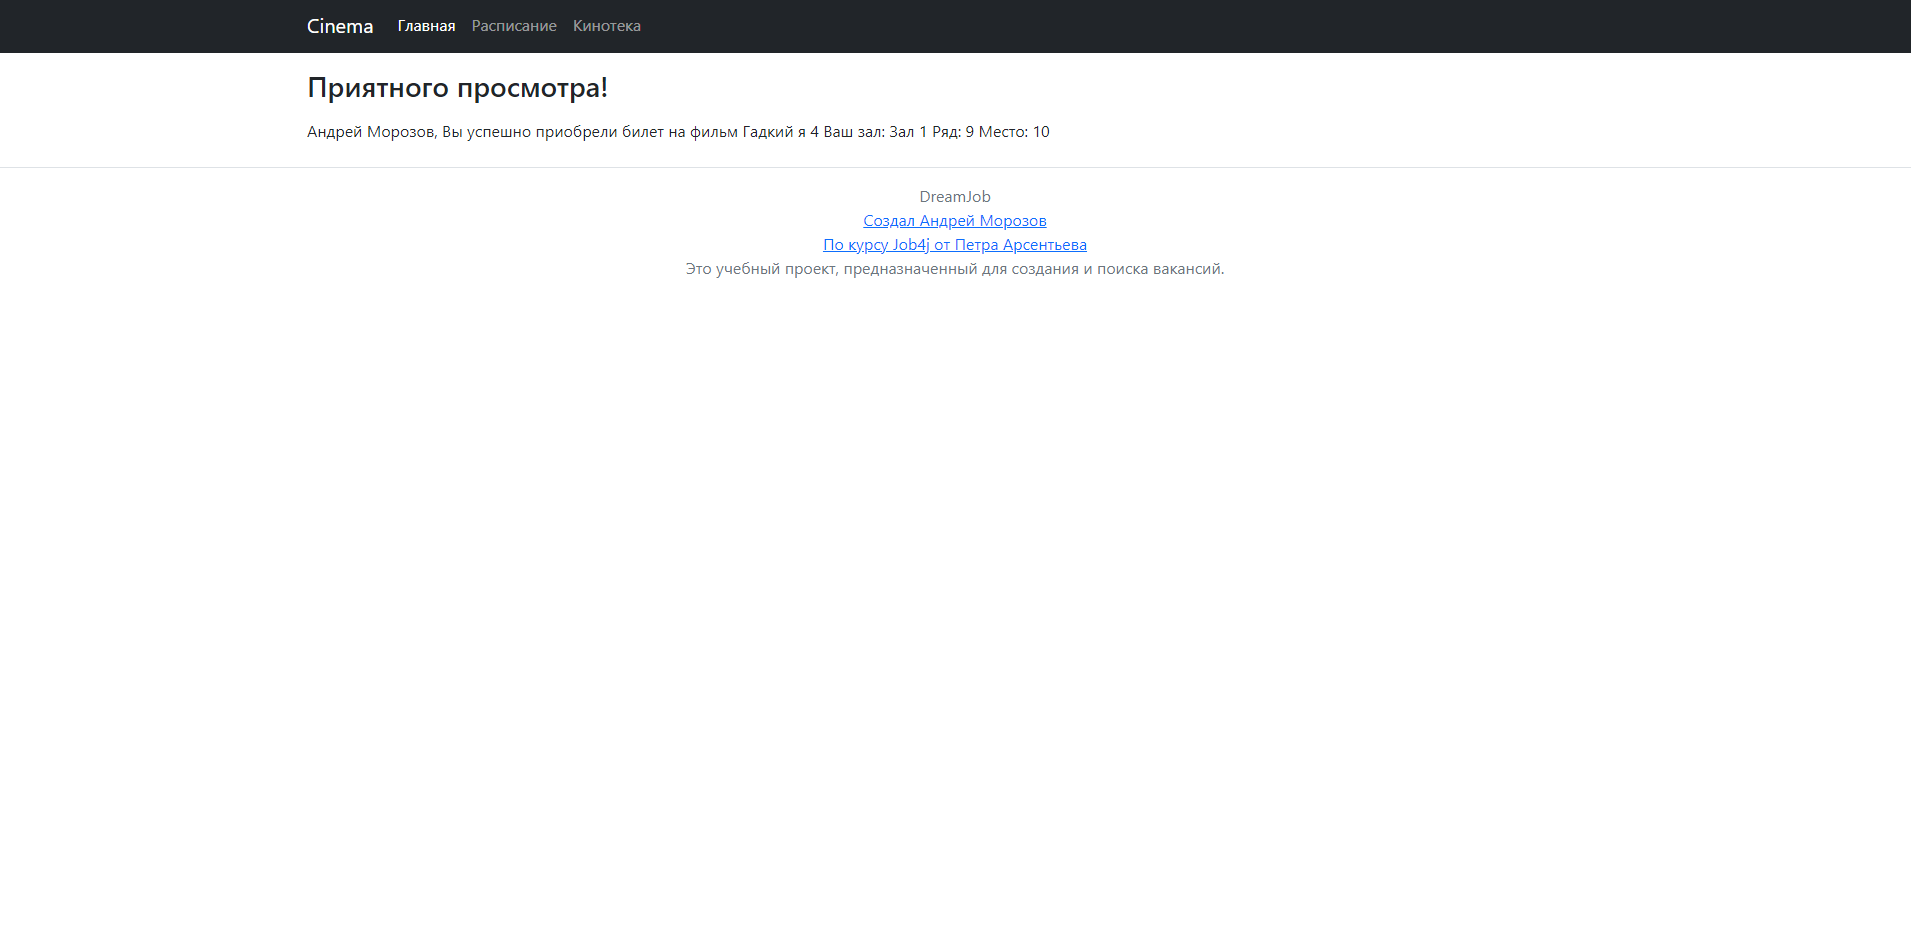 Cinema Главная Расписание Кинотека
Приятного просмотра!
Андрей Морозов, Вы успешно приобрели билет на фильм Гадкий я 4 Ваш зал: Зал 1 Ряд: 9 Место: 10
DreamJob
Создал Андрей Морозов
По курсу Job4j от Петра Арсентьева
Это учебный проект, предназначенный для создания и поиска вакансий.